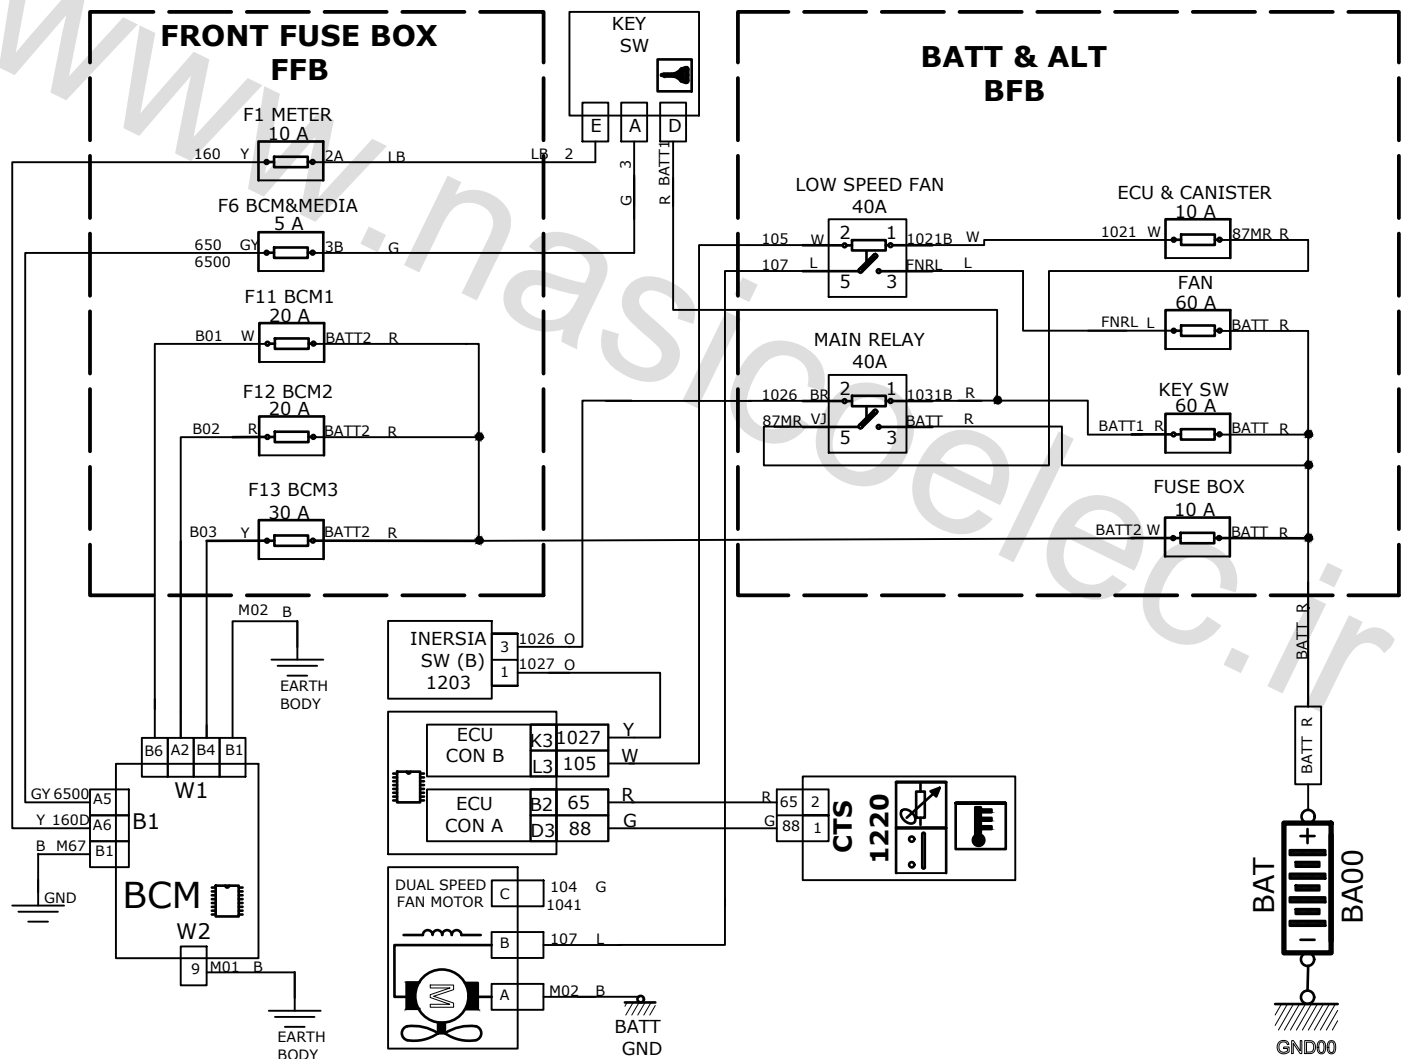 FRONT FUSE BOX
FFB
F1 METER
10 A
160 Y 2A LB LB 2
F6 BCM&MEDIA
5 A
650 GY 3B G
6500
F11 BCM1
20 A
B01 W BATT2 R
F12 BCM2
20 A
B02 R BATT2 R
F13 BCM3
30 A
B03 Y BATT2 R
KEY
SW
E A D
G 3
R BATT1
BATT & ALT
BFB
LOW SPEED FAN
40A
105 W 2 1 1021B W
107 L 5 3 FNRL L
MAIN RELAY
40A
1026 BR 2 1 1031B R
87MR VJ 5 3 BATT R
ECU & CANISTER
10 A
1021 W 87MR R
FAN
60 A
FNRL L BATT R
KEY SW
60 A
BATT1 R BATT R
FUSE BOX
10 A
BATT2 W BATT R
BATT R
BATT R
BAT + - BA00
GND00
M02 B
EARTH
BODY
B6 A2 B4 B1
W1
GY 6500 A5
Y 160D A6
B M67 B1
B1
GND
BCM
W2
9 M01 B
EARTH
BODY
INERSIA
SW (B)
1203
3 1026 O
1 1027 O
ECU
CON B
K3 1027 Y
L3 105 W
ECU
CON A
B2 65 R
D3 88 G
R 65 2
G 88 1
CTS
1220
DUAL SPEED
FAN MOTOR
C 104 G
1041
B 107 L
M
A M02 B
BATT
GND
www.nasicoelec.ir